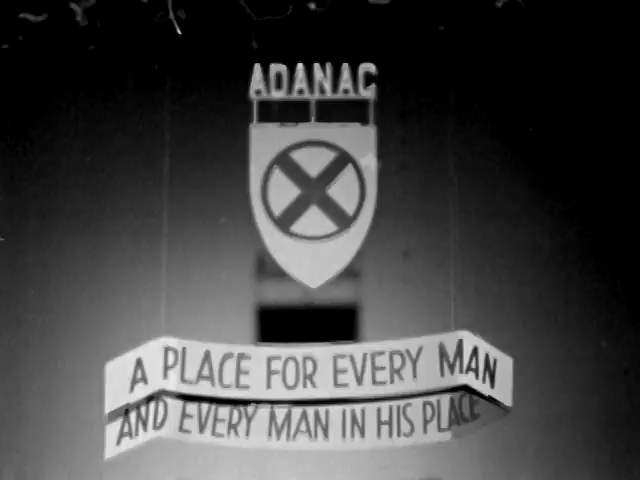 ADANAC
A PLACE FOR EVERY MAN
AND EVERY MAN IN HIS PLACE